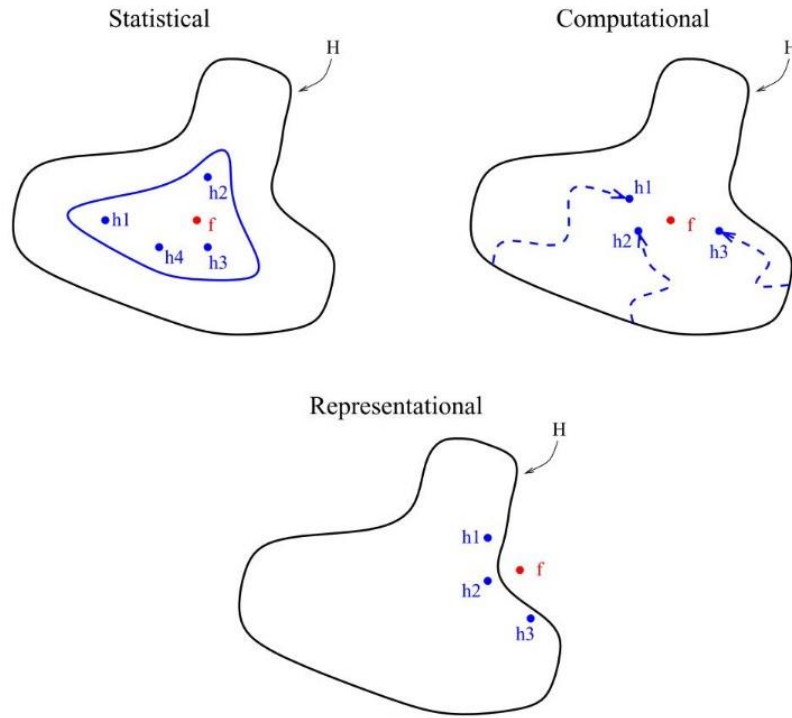 Statistical
H
h2
h1
f
h4
h3
Computational
H
h1
f
h2
h3
Representational
H
h1
f
h2
h3